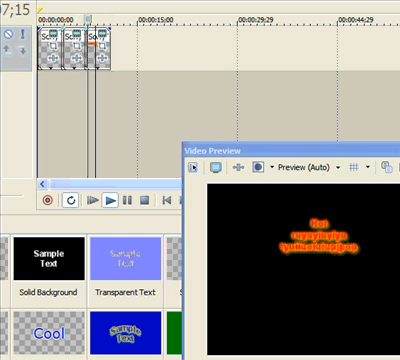 7;15
00:00:00;00
00:00:15;00
00:00:29;29
00:00:44;29
Video Preview
Preview (Auto)
Sample
Text
Sample
Text
Solid Background
Transparent Text
S
Cool
Sample
Text